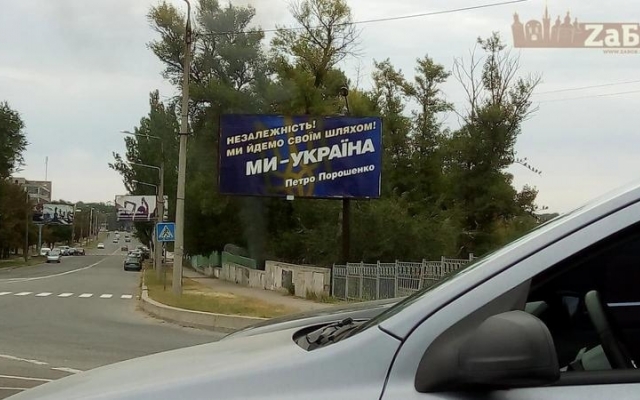 ZaБ
НЕЗАЛЕЖНІСТЬ!
МИ ЙДЕМО СВОЇМ ШЛЯХОМ!
МИ – УКРАЇНА
Петро Порошенко